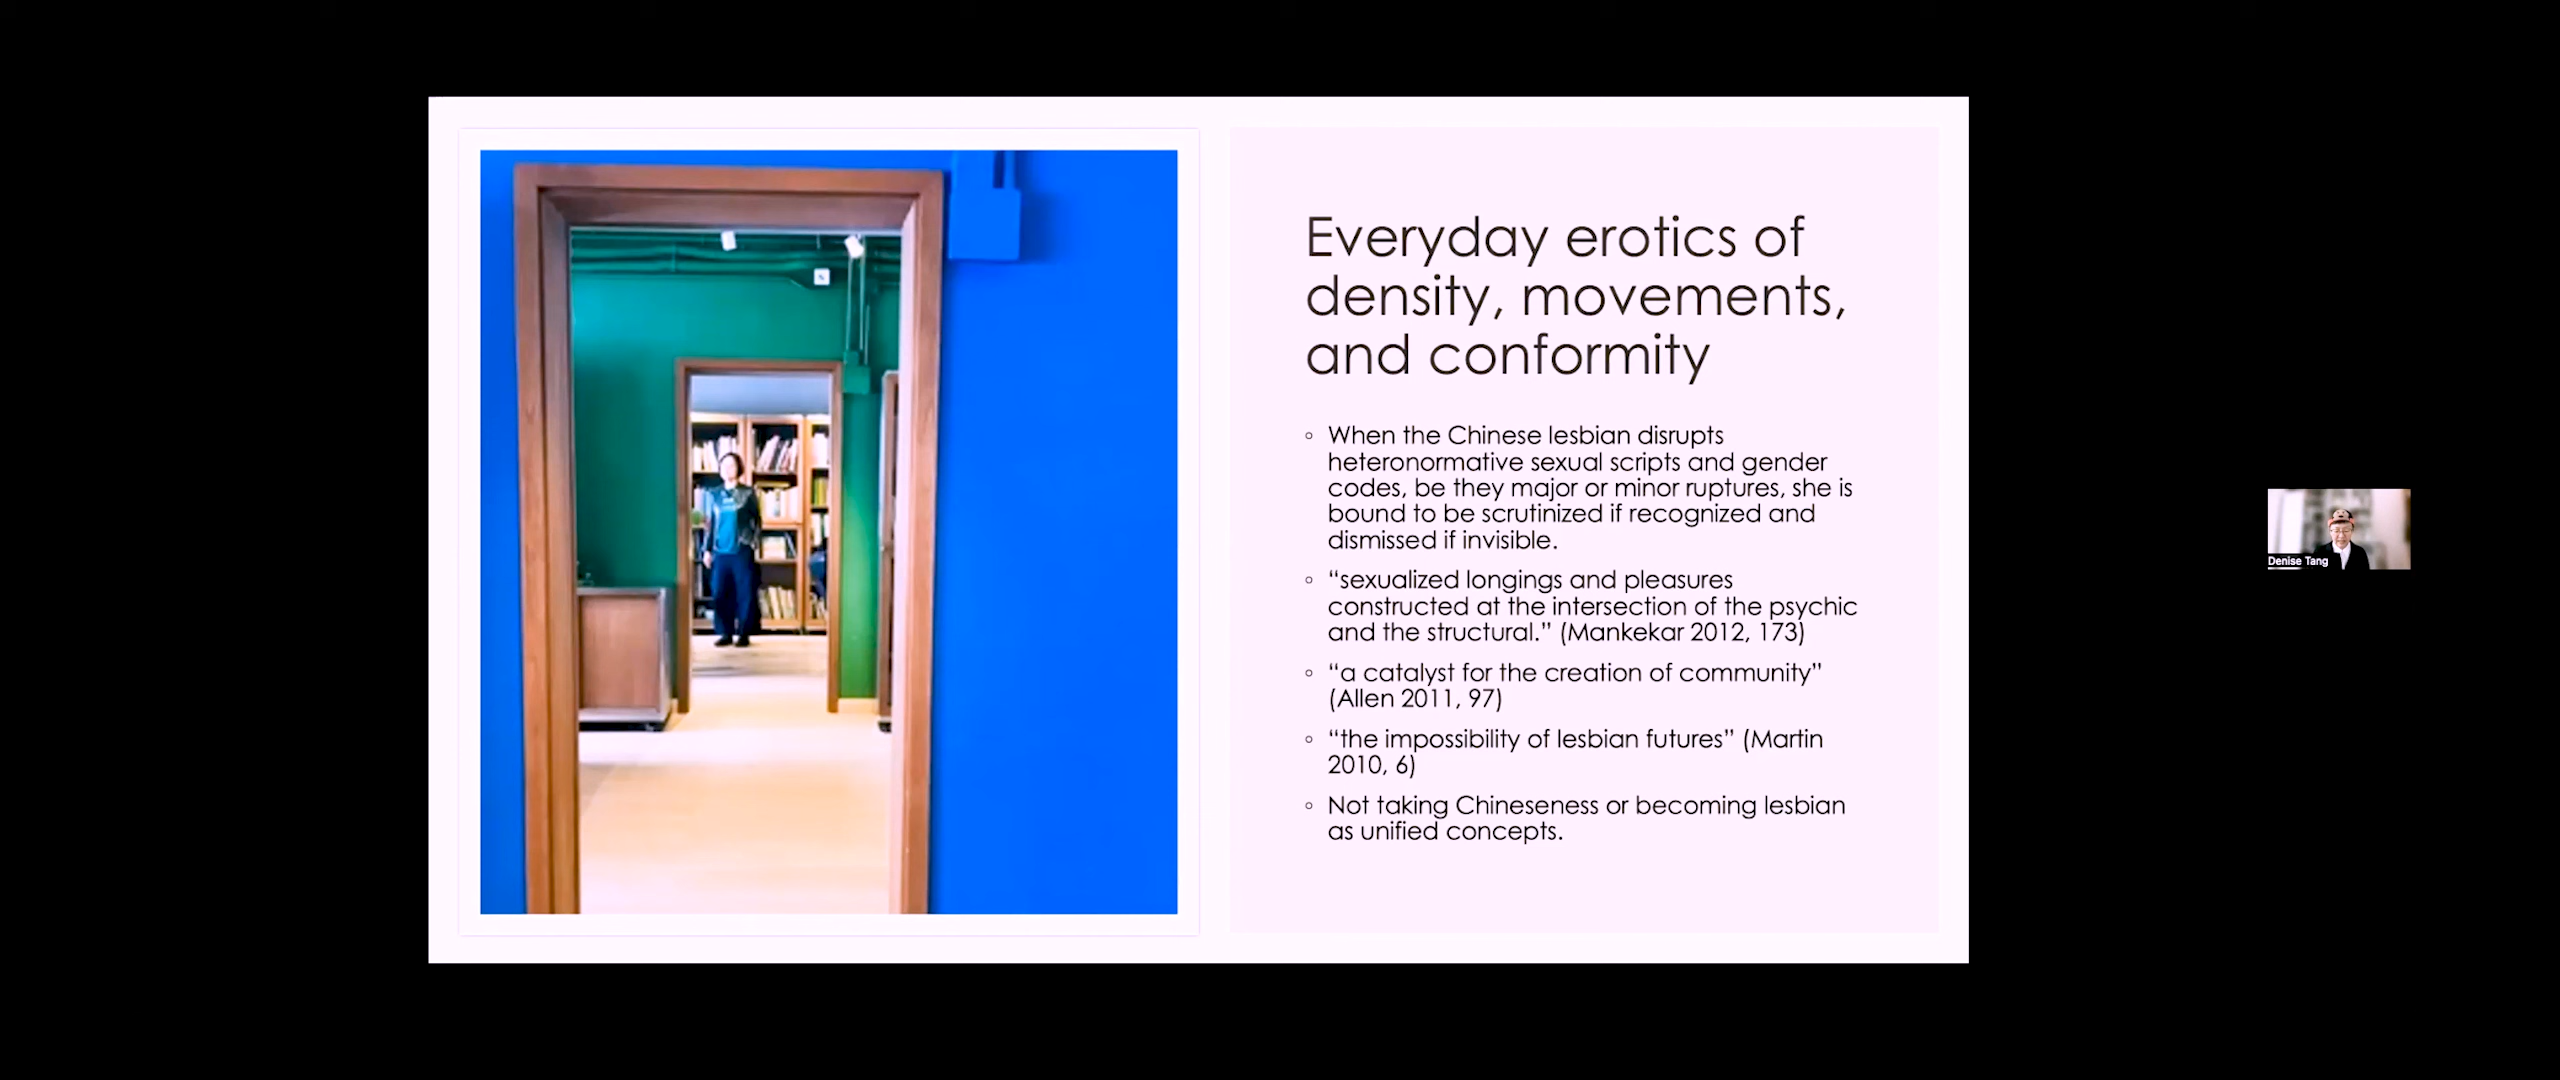 Everyday erotics of
density, movements,
and conformity
◦ When the Chinese lesbian disrupts
heteronormative sexual scripts and gender
codes, be they major or minor ruptures, she is
bound to be scrutinized if recognized and
dismissed if invisible.
◦ “sexualized longings and pleasures
constructed at the intersection of the psychic
and the structural.” (Mankekar 2012, 173)
◦ “a catalyst for the creation of community”
(Allen 2011, 97)
◦ “the impossibility of lesbian futures” (Martin
2010, 6)
◦ Not taking Chineseness or becoming lesbian
as unified concepts.
Denise Tang